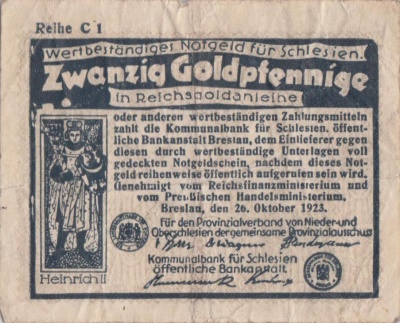 Reihe C 1
Wertbeständiges Notgeld für Schlesien.
Zwanzig Goldpfennige
in Reichsgoldanleihe
oder anderen wertbeständigen Zahlungsmitteln
zahlt die Kommunalbank für Schlesien, öffent-
liche Bankanstalt Breslau, dem Einlieferer gegen
diesen durch wertbeständige Unterlagen voll
gedeckten Notgeldschein, nachdem dieses Not-
geld reihenweise öffentlich aufgerufen sein wird.
Genehmigt vom Reichsfinanzministerium und
vom Preußischen Handelsministerium.
Breslau, den 26. Oktober 1923.
für den Provinzialverband von Nieder-und
Oberschlesien der gemeinsame Provinzialausschuss
Kommunalbank für Schlesien
öffentliche Bankanstalt.
Heinrich II